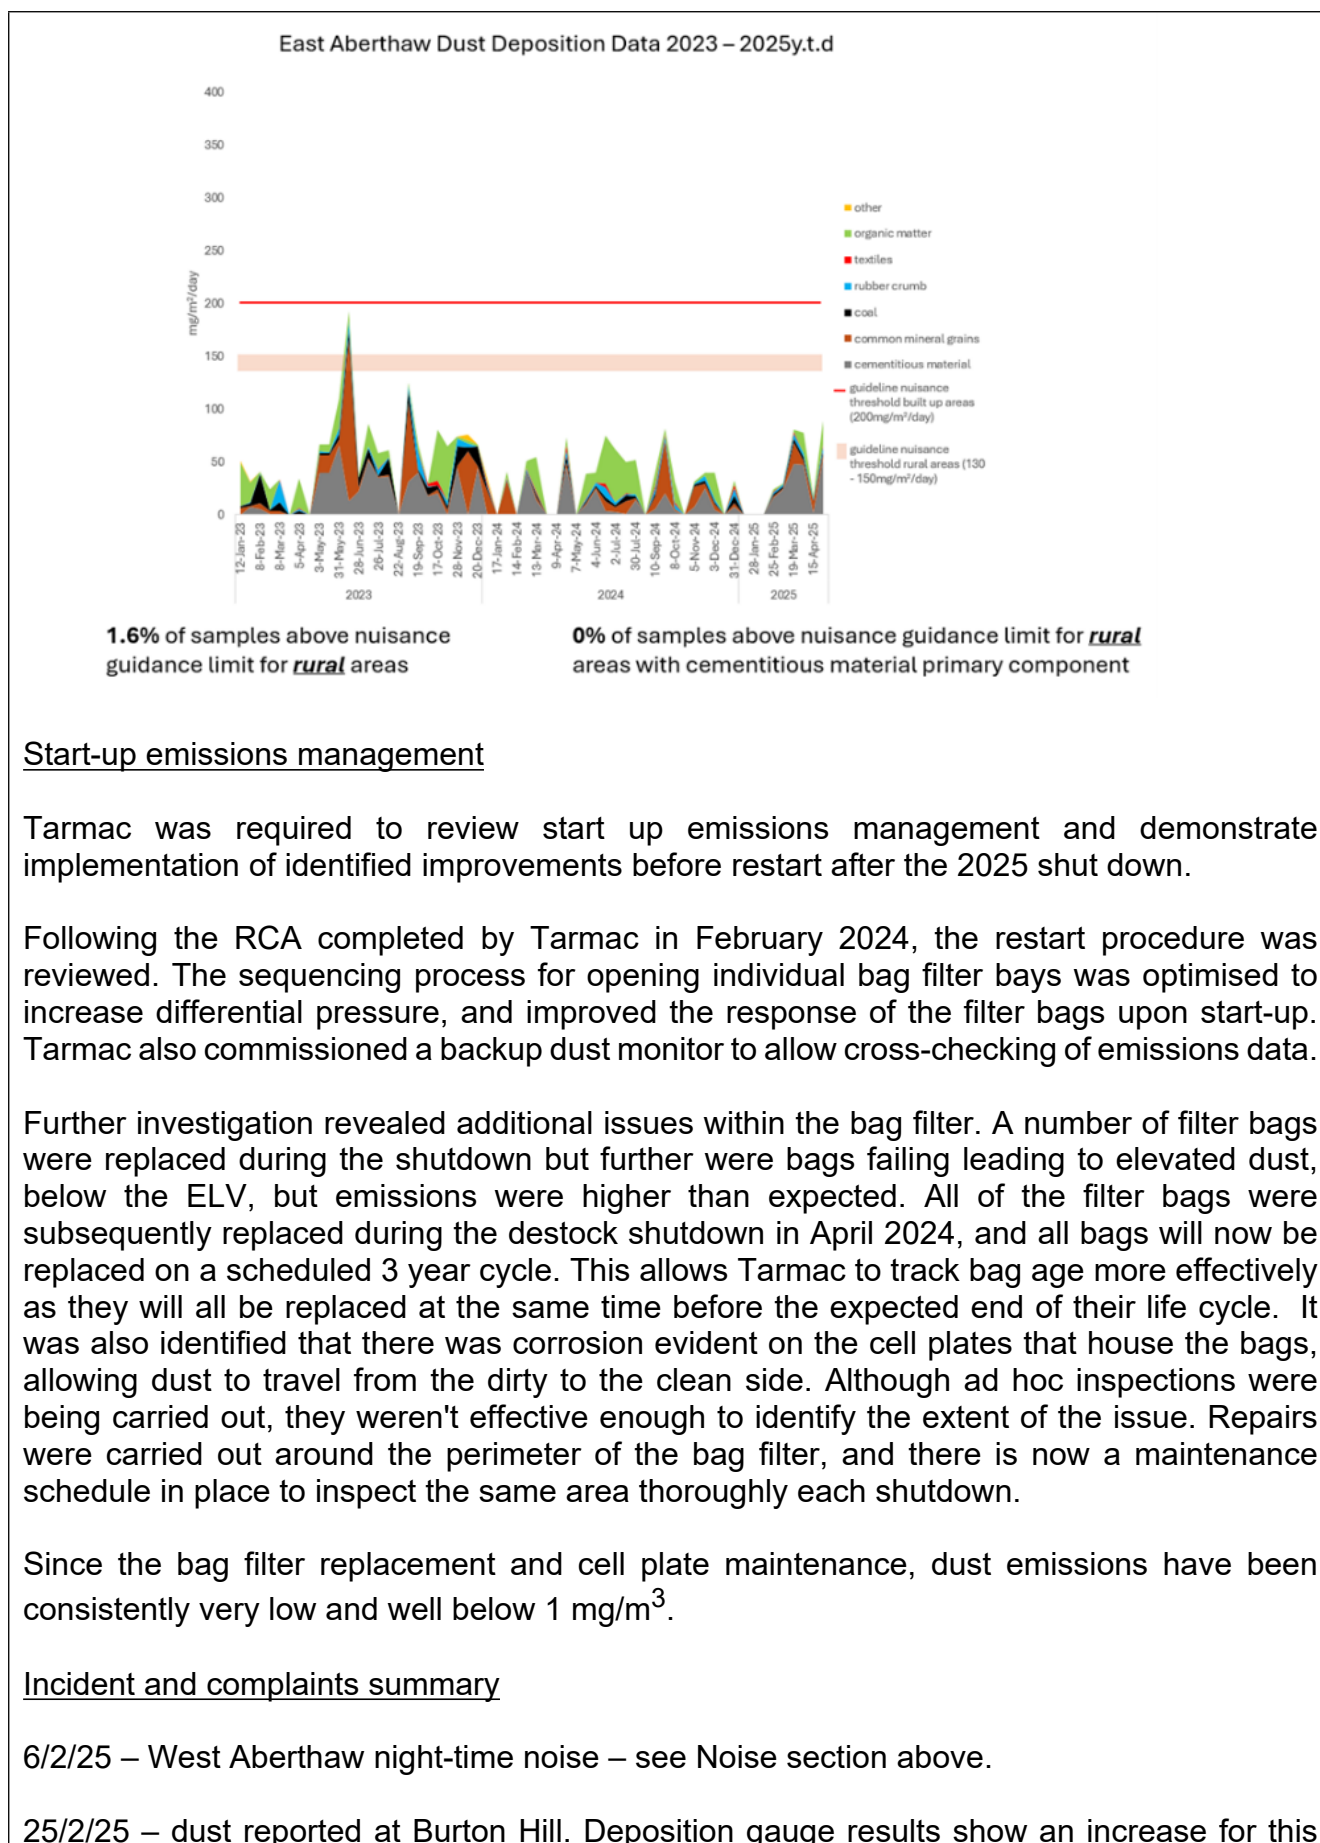 East Aberthaw Dust Deposition Data 2023 – 2025y.t.d
400
350
300
250
200
150
100
50
0
mg/m²/day
other
organic matter
textiles
rubber crumb
coal
common mineral grains
cementitious material
guideline nuisance
threshold built up areas
(200mg/m²/day)
guideline nuisance
threshold rural areas (130
- 150mg/m²/day)
12-Jan-23
8-Feb-23
8-Mar-23
5-Apr-23
3-May-23
31-May-23
28-Jun-23
26-Jul-23
22-Aug-23
19-Sep-23
17-Oct-23
28-Nov-23
20-Dec-23
17-Jan-24
14-Feb-24
13-Mar-24
9-Apr-24
7-May-24
4-Jun-24
2-Jul-24
30-Jul-24
10-Sep-24
8-Oct-24
5-Nov-24
3-Dec-24
31-Dec-24
28-Jan-25
25-Feb-25
19-Mar-25
15-Apr-25
2023
2024
2025
1.6% of samples above nuisance
guidance limit for rural areas
0% of samples above nuisance guidance limit for rural
areas with cementitious material primary component
Start-up emissions management
Tarmac was required to review start up emissions management and demonstrate
implementation of identified improvements before restart after the 2025 shut down.
Following the RCA completed by Tarmac in February 2024, the restart procedure was
reviewed. The sequencing process for opening individual bag filter bays was optimised to
increase differential pressure, and improved the response of the filter bags upon start-up.
Tarmac also commissioned a backup dust monitor to allow cross-checking of emissions data.
Further investigation revealed additional issues within the bag filter. A number of filter bags
were replaced during the shutdown but further were bags failing leading to elevated dust,
below the ELV, but emissions were higher than expected. All of the filter bags were
subsequently replaced during the destock shutdown in April 2024, and all bags will now be
replaced on a scheduled 3 year cycle. This allows Tarmac to track bag age more effectively
as they will all be replaced at the same time before the expected end of their life cycle. It
was also identified that there was corrosion evident on the cell plates that house the bags,
allowing dust to travel from the dirty to the clean side. Although ad hoc inspections were
being carried out, they weren't effective enough to identify the extent of the issue. Repairs
were carried out around the perimeter of the bag filter, and there is now a maintenance
schedule in place to inspect the same area thoroughly each shutdown.
Since the bag filter replacement and cell plate maintenance, dust emissions have been
consistently very low and well below 1 mg/m³.
Incident and complaints summary
6/2/25 – West Aberthaw night-time noise – see Noise section above.
25/2/25 – dust reported at Burton Hill. Deposition gauge results show an increase for this